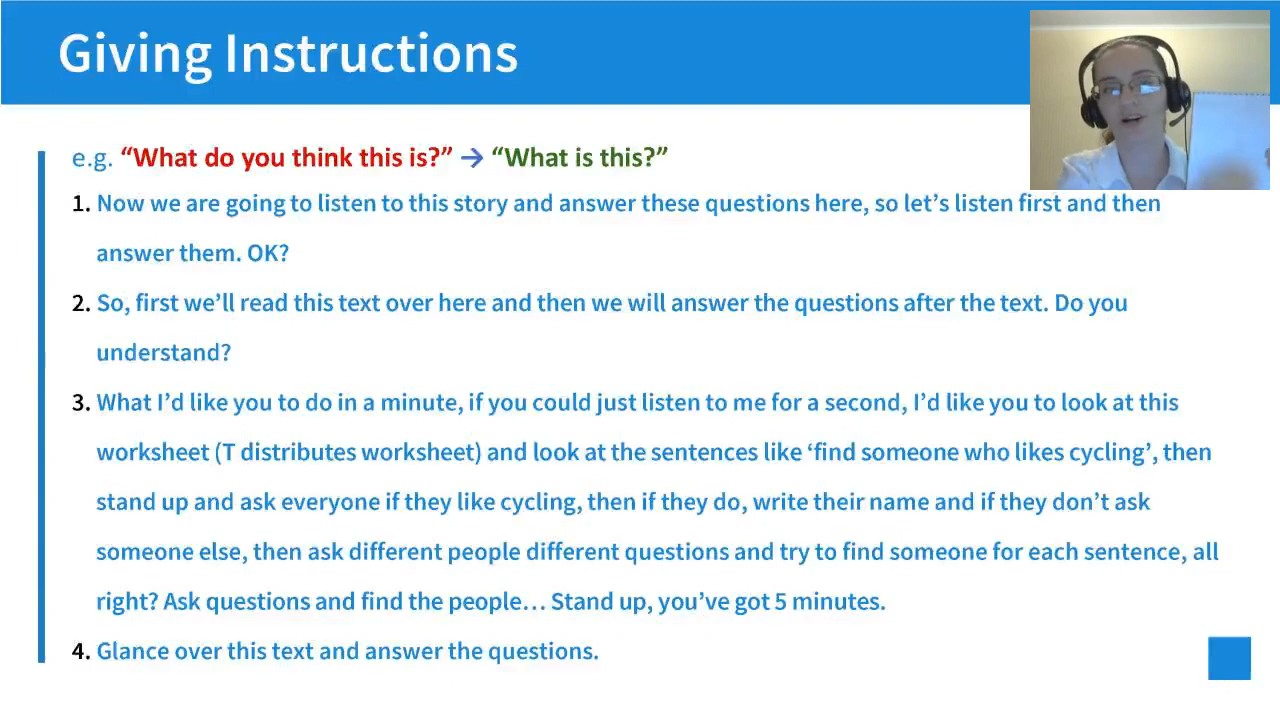 Giving Instructions
e.g. “What do you think this is?” → “What is this?”
1. Now we are going to listen to this story and answer these questions here, so let’s listen first and then
answer them. OK?
2. So, first we’ll read this text over here and then we will answer the questions after the text. Do you
understand?
3. What I’d like you to do in a minute, if you could just listen to me for a second, I’d like you to look at this
worksheet (T distributes worksheet) and look at the sentences like ‘find someone who likes cycling’, then
stand up and ask everyone if they like cycling, then if they do, write their name and if they don’t ask
someone else, then ask different people different questions and try to find someone for each sentence, all
right? Ask questions and find the people… Stand up, you’ve got 5 minutes.
4. Glance over this text and answer the questions.